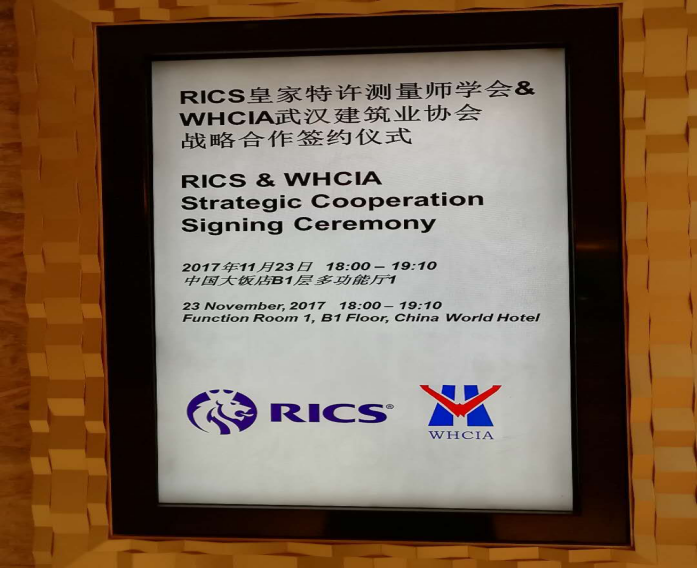 RICS皇家特许测量师学会&
WHCIA武汉建筑业协会
战略合作签约仪式
RICS & WHCIA
Strategic Cooperation
Signing Ceremony
2017年11月23日 18:00 – 19:10
中国大饭店B1层多功能厅1
23 November, 2017 18:00 – 19:10
Function Room 1, B1 Floor, China World Hotel
RICS®
WHCIA